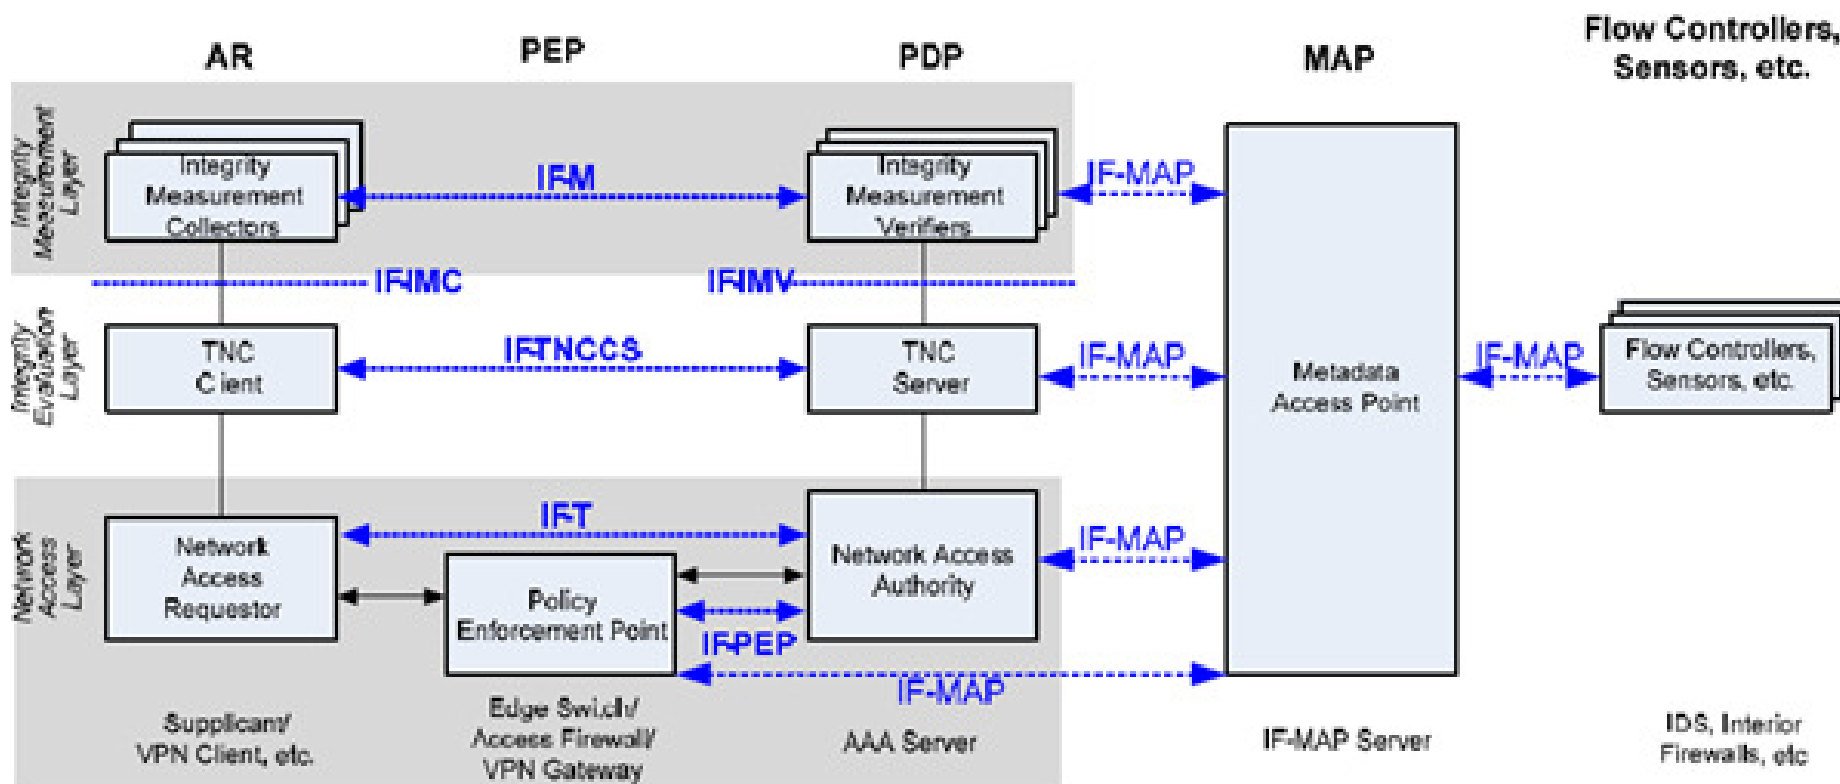 AR
PEP
PDP
MAP
Flow Controllers,
Sensors, etc.
Integrity
Measurement
Layer
Integrity
Measurement
Collectors
IF-M
Integrity
Measurement
Verifiers
IF-MAP
IF-IMC
IF-IMV
Integrity
Evaluation
Layer
TNC
Client
IF-TNCCS
TNC
Server
IF-MAP
Metadata
Access Point
IF-MAP
Flow Controllers,
Sensors, etc.
Network
Access
Layer
Network
Access
Requestor
IF-T
Policy
Enforcement Point
IF-PEP
Network Access
Authority
IF-MAP
IF-MAP
Supplicant/
VPN Client, etc.
Edge Switch/
Access Firewall/
VPN Gateway
AAA Server
IF-MAP Server
IDS, Interior
Firewalls, etc